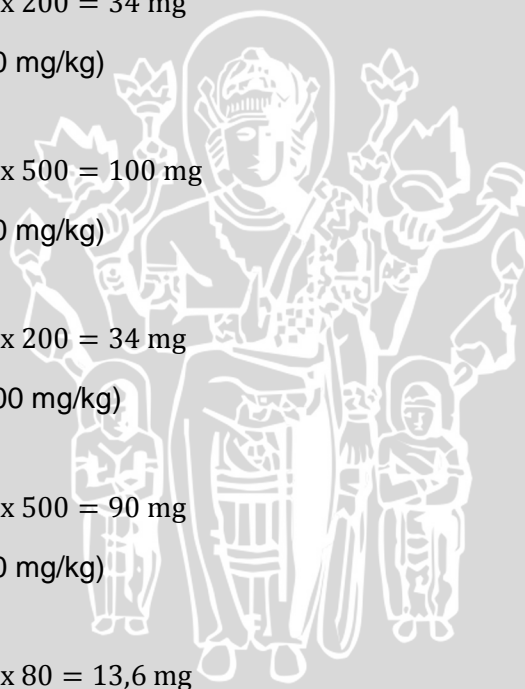 x 200 = 34 mg
0 mg/kg)
x 500 = 100 mg
0 mg/kg)
x 200 = 34 mg
00 mg/kg)
x 500 = 90 mg
0 mg/kg)
x 80 = 13,6 mg